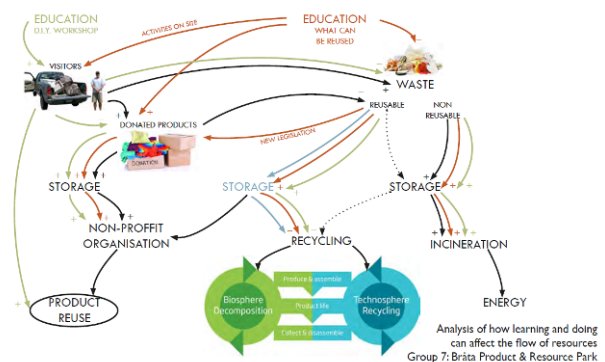 EDUCATION
D.I.Y. WORKSHOP
ACTIVITIES ON SITE
EDUCATION
WHAT CAN
BE REUSED
VISITORS
WASTE
DONATED PRODUCTS
REUSABLE
NON
REUSABLE
NEW LEGISLATION
DONATION
STORAGE
STORAGE
STORAGE
NON-PROFFIT
ORGANISATION
RECYCLING
INCINERATION
PRODUCT
REUSE
Biosphere
Decomposition
Produce & assemble
Product life
Collect & disassemble
Technosphere
Recycling
ENERGY
Analysis of how learning and doing
can affect the flow of resources
Group 7: Bråta Product & Resource Park